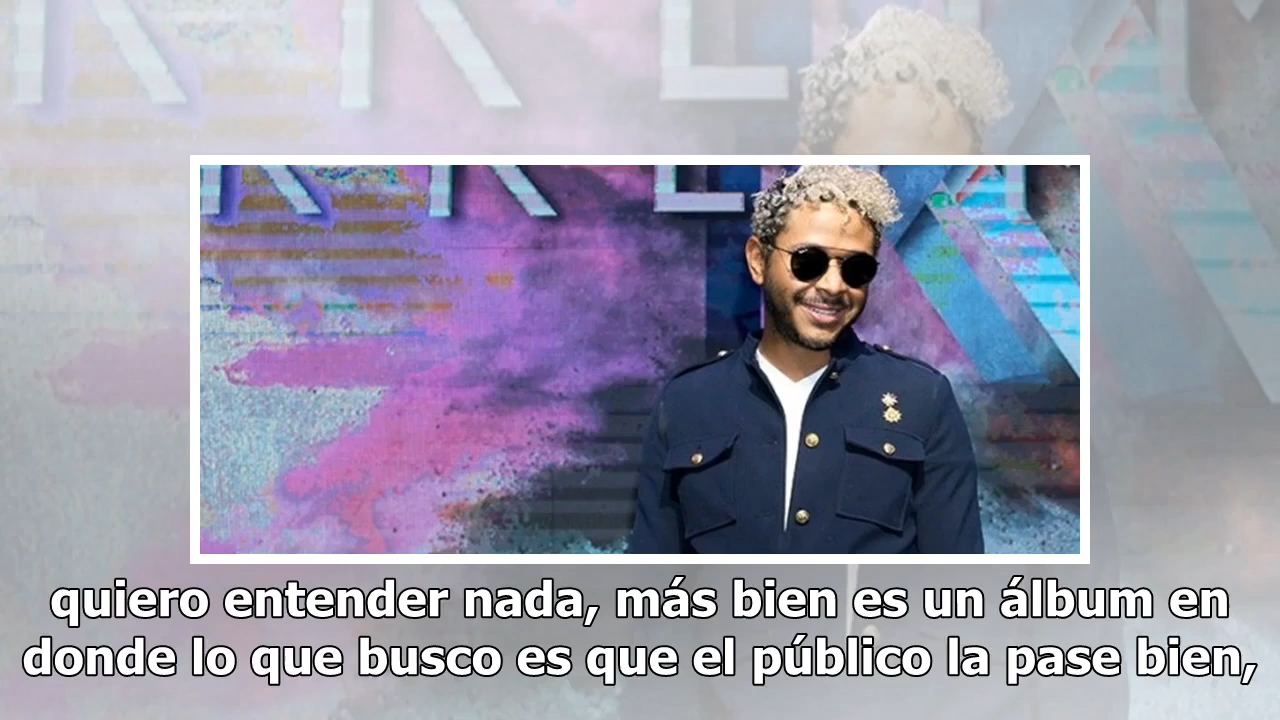 quiero entender nada, más bien es un álbum en
donde lo que busco es que el público la pase bien,